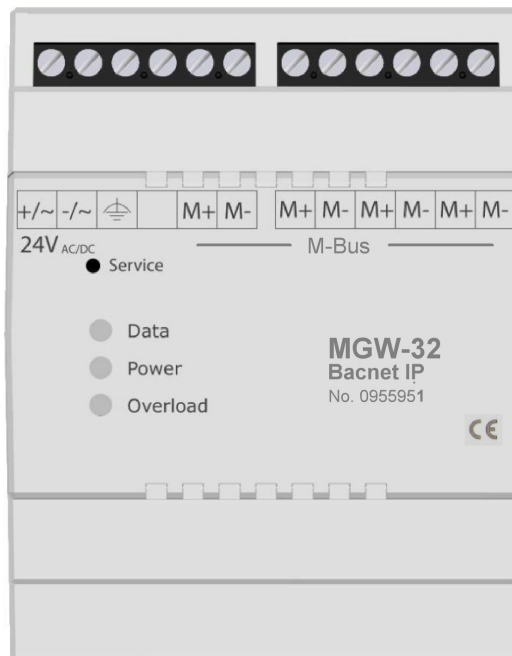 +/~ -/~ M+ M- M+ M- M+ M- M+ M-
24V AC/DC M-Bus
Service
Data
Power
Overload
MGW-32
Bacnet IP
No. 0955951
CE